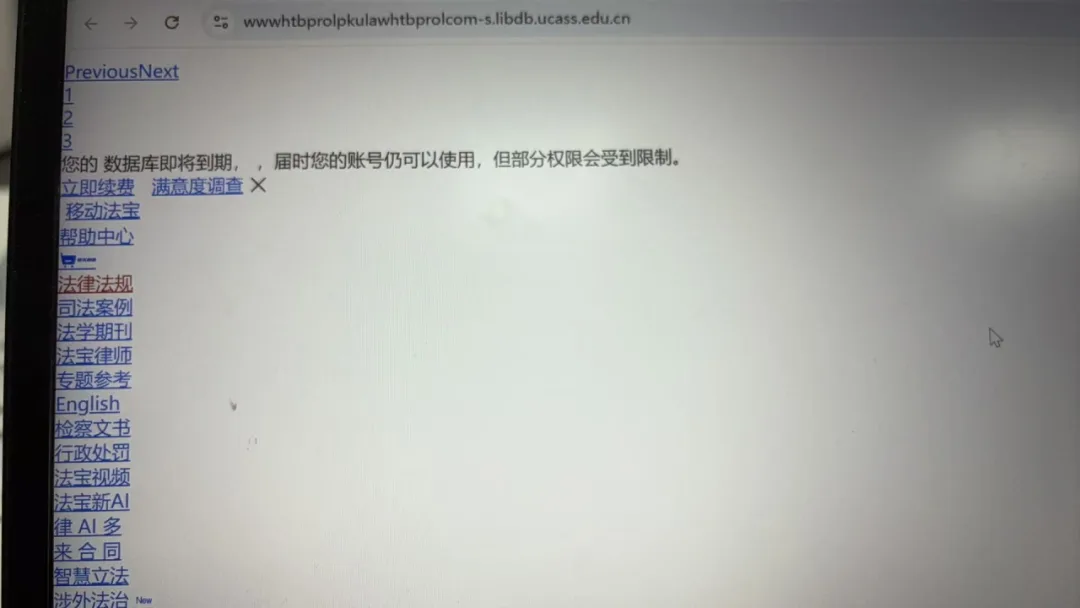 wwwhtbprolpkulawhtbprolcom-s.libdb.ucass.edu.cn
PreviousNext
1
2
3
您的 数据库即将到期， ，届时您的账号仍可以使用，但部分权限会受到限制。
立即续费 满意度调查 ×
移动法宝
帮助中心
法律法规
司法案例
法学期刊
法宝律师
专题参考
English
检察文书
行政处罚
法宝视频
法宝新AI
律 AI 多
来 合 同
智慧立法
涉外法治 New